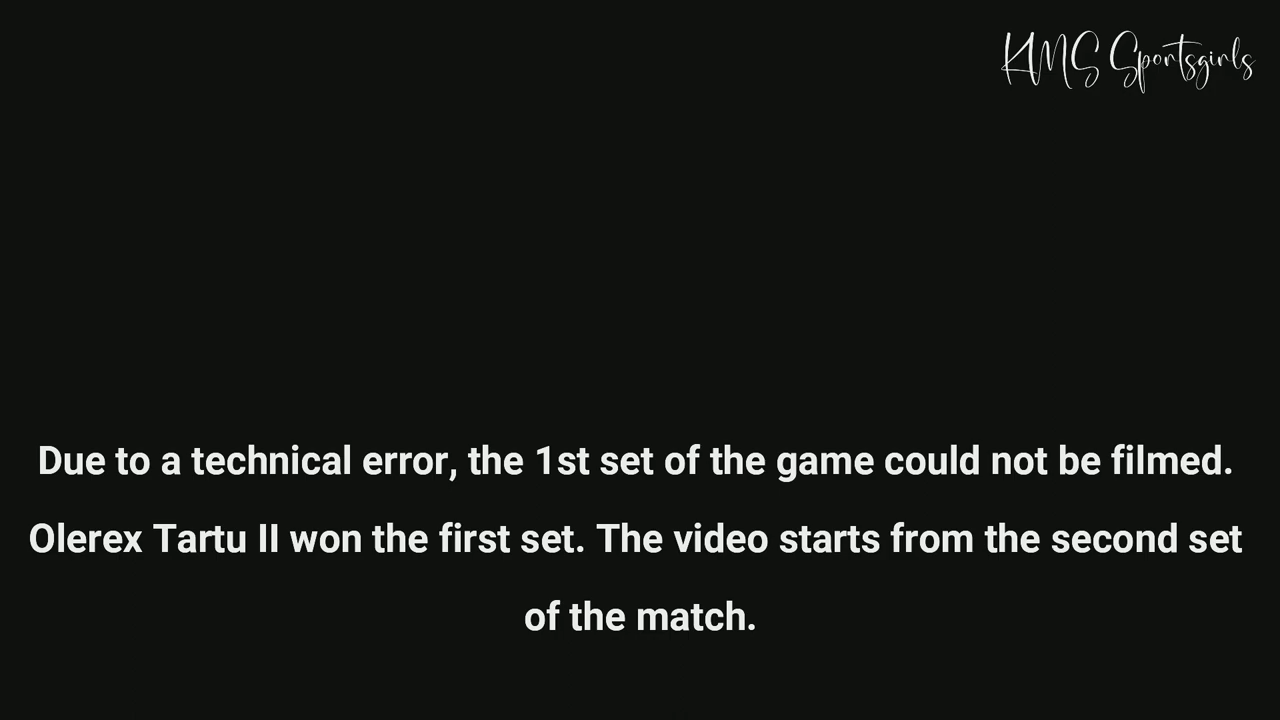 KMS Sportsgirls
Due to a technical error, the 1st set of the game could not be filmed.
Olerex Tartu II won the first set. The video starts from the second set
of the match.